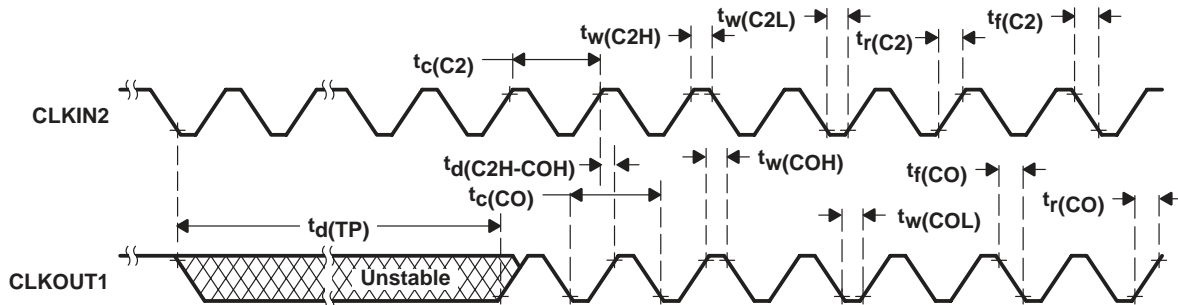 tw(C2H)
tw(C2L)
tr(C2)
tf(C2)
tc(C2)
CLKIN2
td(C2H-COH)
tw(COH)
tf(CO)
tc(CO)
tr(CO)
td(TP)
tw(COL)
CLKOUT1
Unstable